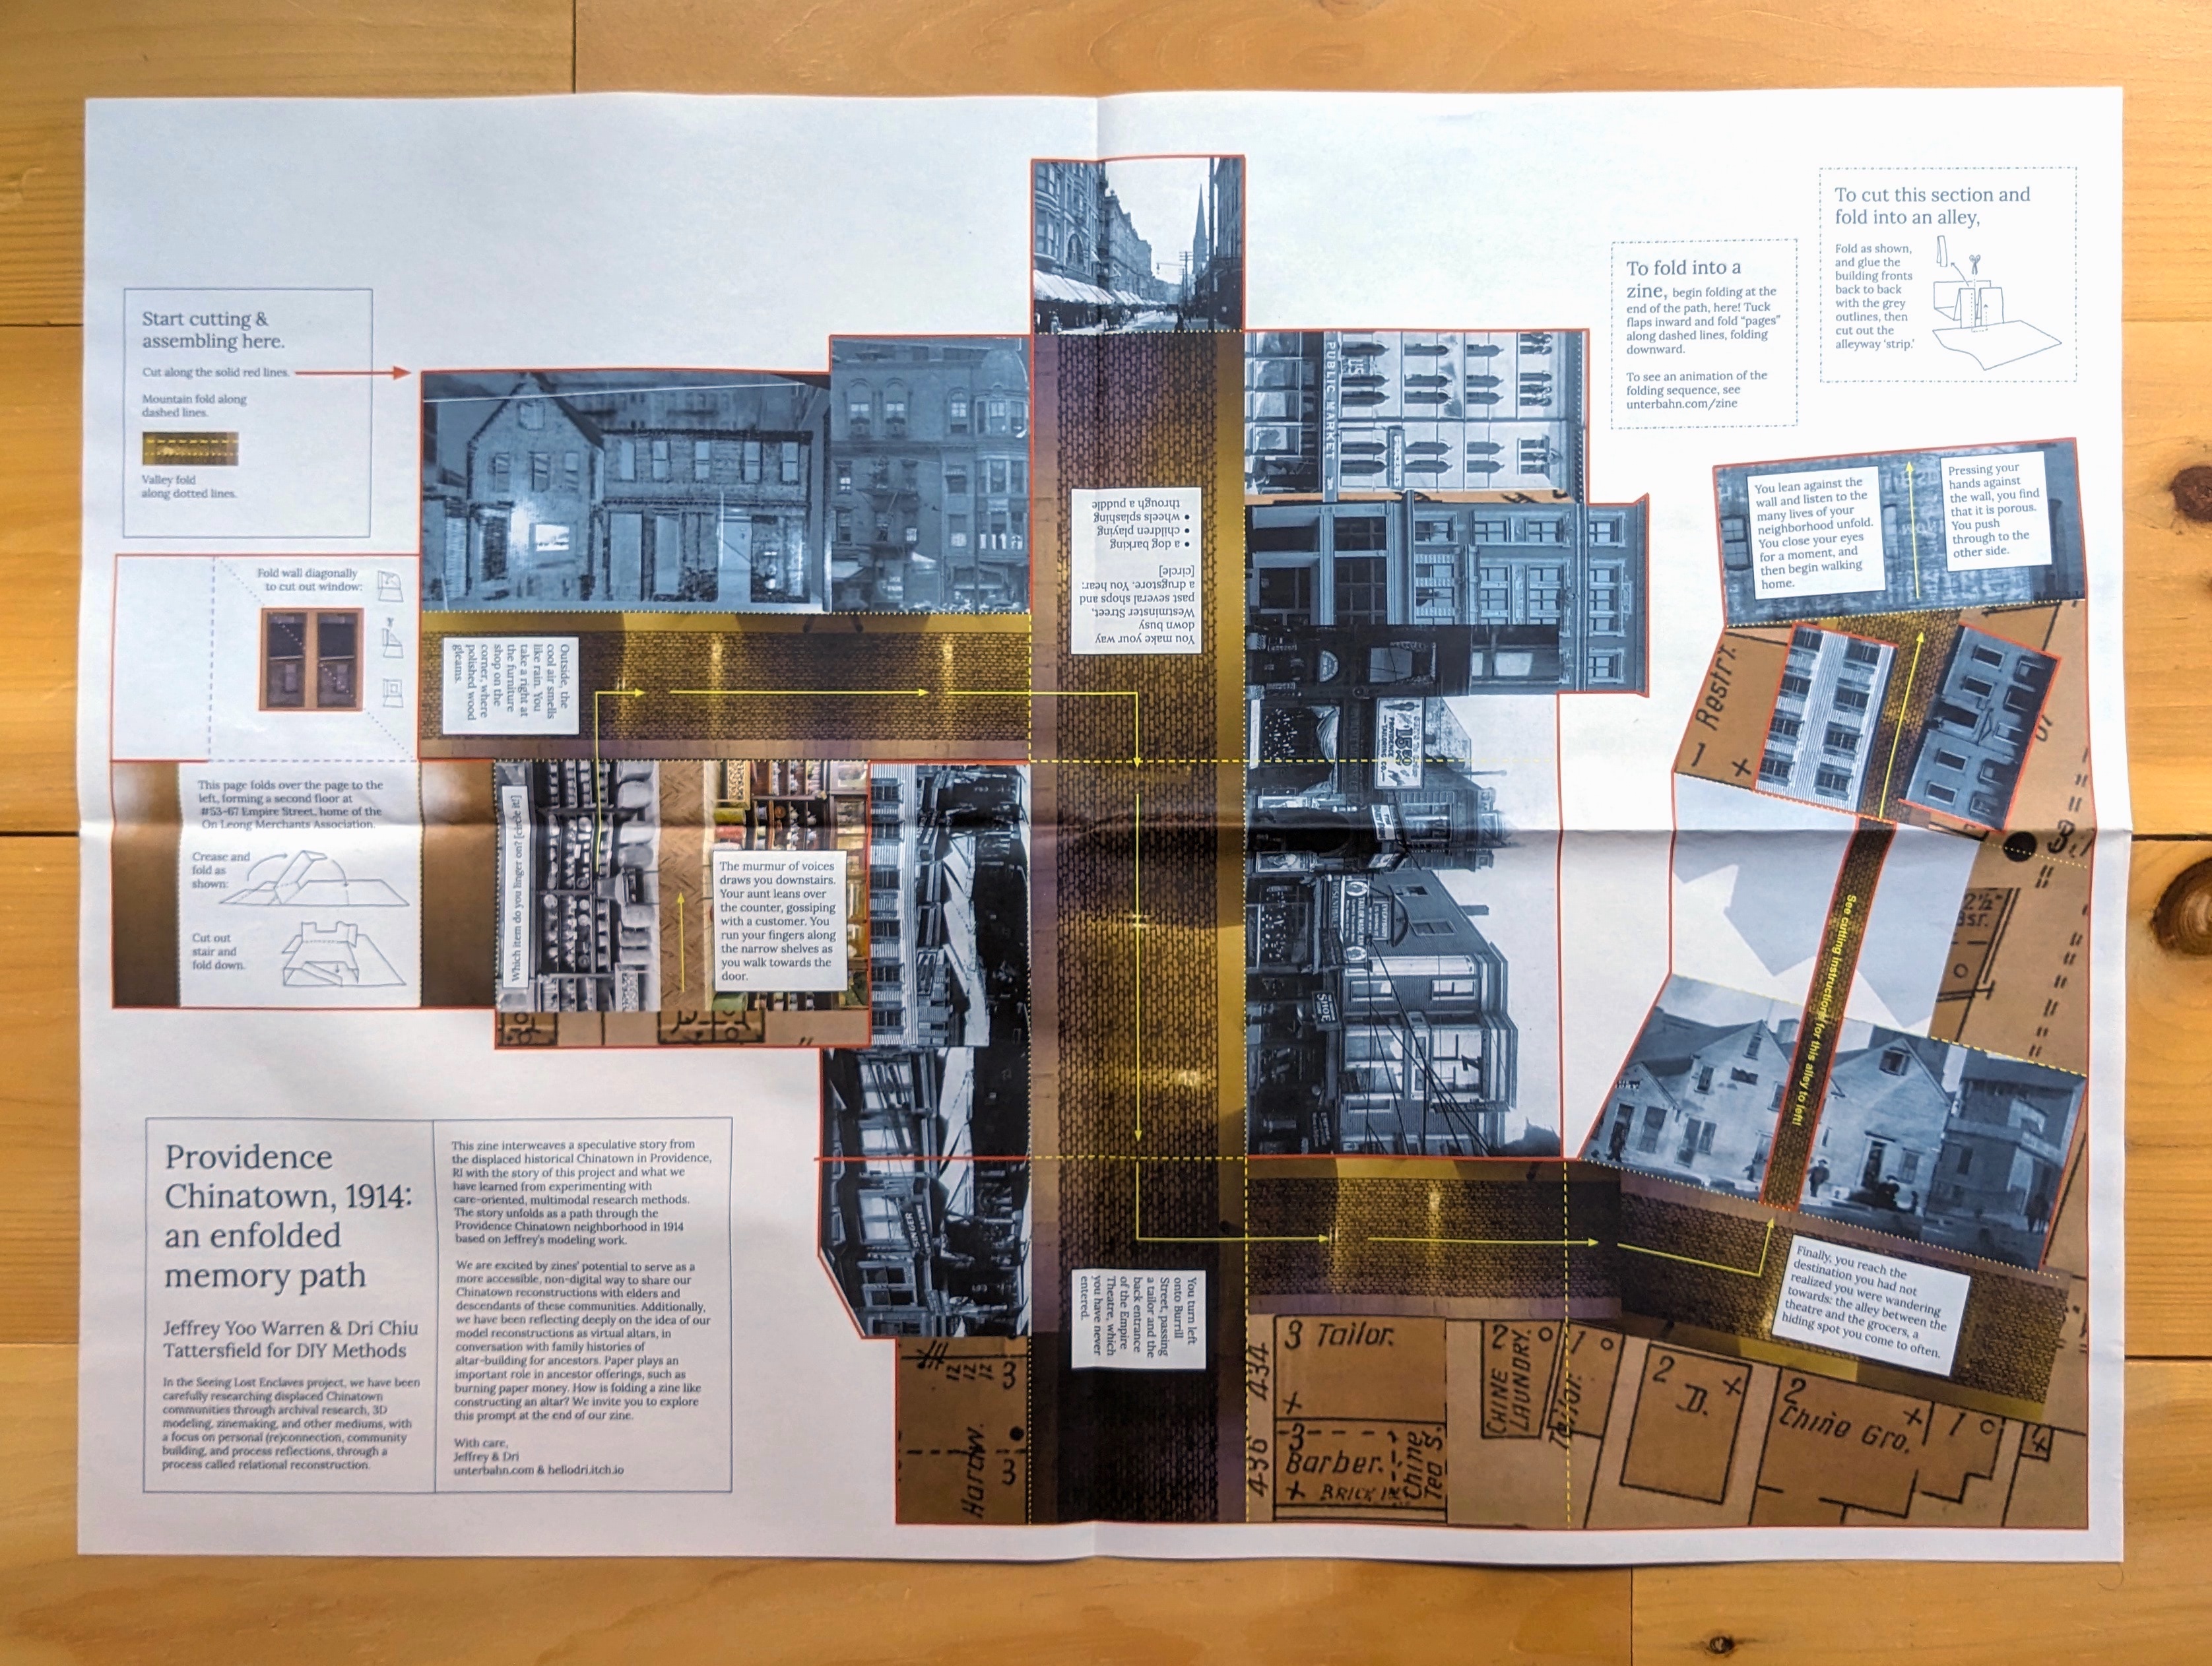 Start cutting &
assembling here.
Cut along the solid red lines.
Mountain fold along
dashed lines.
Valley fold
along dotted lines.
Fold wall diagonally
to cut out window:
This page folds over the page to the
left, forming a second floor at
#53-67 Empire Street, home of the
On Leong Merchants Association.
Crease and
fold as
shown:
Cut out
stair and
fold down.
Which item do you linger on? [circle it]
The murmur of voices
draws you downstairs.
Your aunt leans over
the counter, gossiping
with a customer. You
run your fingers along
the narrow shelves as
you walk towards the
door.
Outside, the
cool air smells
like rain. You
take a right at
the furniture
shop on the
corner, where
polished wood
gleams.
You make your way
down busy
Westminster Street,
past several shops and
a drugstore. You hear:
[circle]
• a dog barking
• children playing
• wheels splashing
through a puddle
PUBLIC MARKET
SHOE
SINGER
You turn left
onto Burrill
Street, passing
a tailor and the
back entrance
of the Empire
Theatre, which
you have never
entered.
Finally, you reach the
destination you had not
realized you were wandering
towards: the alley between the
theatre and the grocers, a
hiding spot you come to often.
See cutting instructions for this alley to left!
You lean against the
wall and listen to the
many lives of your
neighborhood unfold.
You close your eyes
for a moment, and
then begin walking
home.
Pressing your
hands against
the wall, you find
that it is porous.
You push
through to the
other side.
To fold into a
zine, begin folding at the
end of the path, here! Tuck
flaps inward and fold "pages"
along dashed lines, folding
downward.
To see an animation of the
folding sequence, see
unterbahn.com/zine
To cut this section and
fold into an alley,
Fold as shown,
and glue the
building fronts
back to back
with the grey
outlines, then
cut out the
alleyway 'strip.'
Restr.
1
Hardw.
3
3
434
436
3 Tailor.
3
Barber.
BRICK
Chine
Tea S.
2
CHINE
LAUNDRY.
1
Tailor.
2
D.
2
Chine Gro.
1
Providence
Chinatown, 1914:
an enfolded
memory path
Jeffrey Yoo Warren & Dri Chiu
Tattersfield for DIY Methods
In the Seeing Lost Enclaves project, we have been
carefully researching displaced Chinatown
communities through archival research, 3D
modeling, zinemaking, and other mediums, with
a focus on personal (re)connection, community
building, and process reflections, through a
process called relational reconstruction.
This zine interweaves a speculative story from
the displaced historical Chinatown in Providence,
RI with the story of this project and what we
have learned from experimenting with
care-oriented, multimodal research methods.
The story unfolds as a path through the
Providence Chinatown neighborhood in 1914
based on Jeffrey's modeling work.
We are excited by zines' potential to serve as a
more accessible, non-digital way to share our
Chinatown reconstructions with elders and
descendants of these communities. Additionally,
we have been reflecting deeply on the idea of our
model reconstructions as virtual altars, in
conversation with family histories of
altar-building for ancestors. Paper plays an
important role in ancestor offerings, such as
burning paper money. How is folding a zine like
constructing an altar? We invite you to explore
this prompt at the end of our zine.
With care,
Jeffrey & Dri
unterbahn.com & hellodri.itch.io